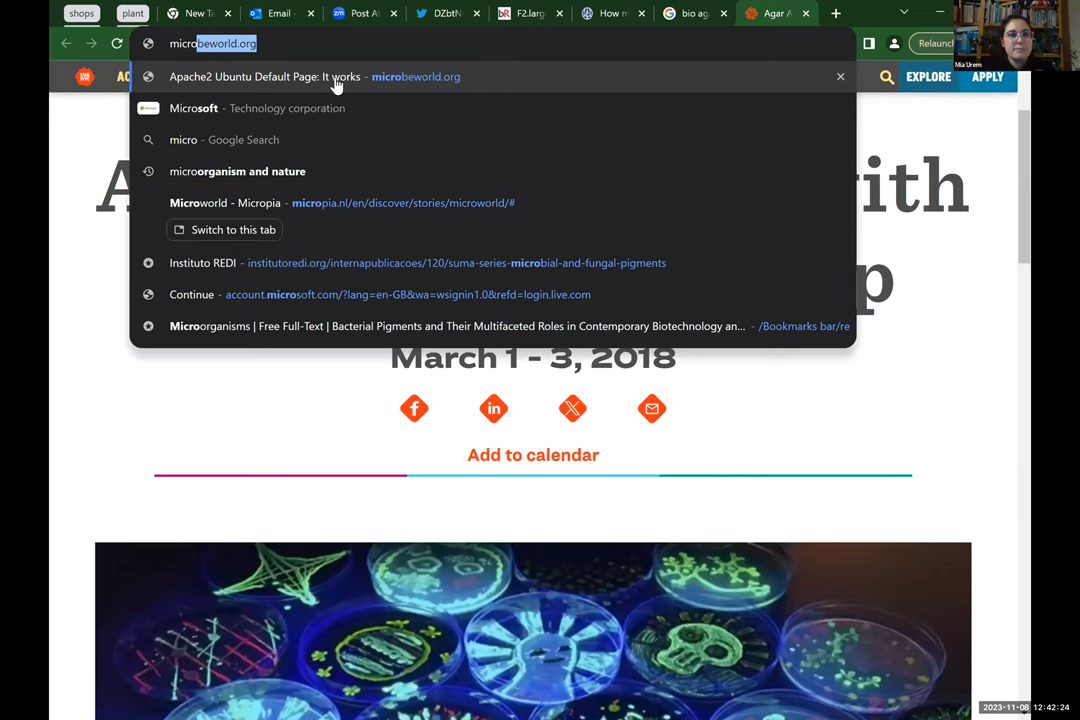 shops
plant
New Ta
Email
Post A
DZbtN
F2.larg
How m
bio aga
Agar A
microbeworld.org
Relaunc
Mia Urem
AC
EXPLORE
APPLY
Apache2 Ubuntu Default Page: It works - microbeworld.org
Microsoft - Technology corporation
micro - Google Search
microorganism and nature
Microworld - Micropia - micropia.nl/en/discover/stories/microworld/#
Switch to this tab
Instituto REDI - institutoredi.org/internapublicacoes/120/suma-series-microbial-and-fungal-pigments
Continue - account.microsoft.com/?lang=en-GB&wa=wsignin1.0&refd=login.live.com
Microorganisms | Free Full-Text | Bacterial Pigments and Their Multifaceted Roles in Contemporary Biotechnology an... - /Bookmarks bar/re
A
ith
p
March 1 - 3, 2018
Add to calendar
2023-11-08 12:42:24